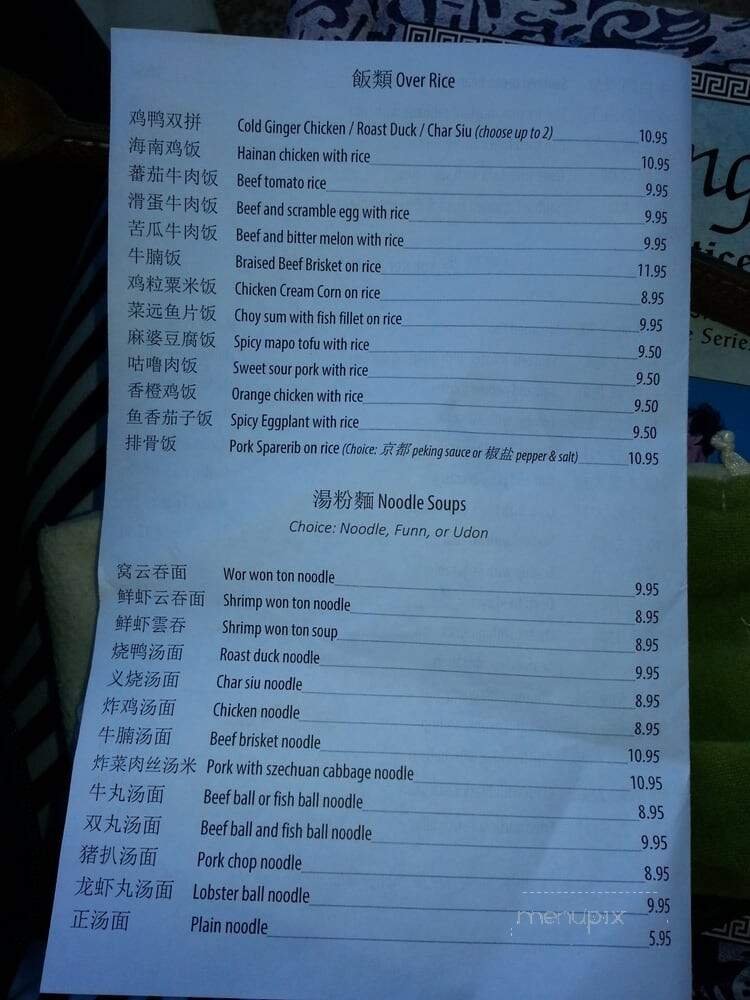 飯類 Over Rice
鸡鸭双拼 Cold Ginger Chicken / Roast Duck / Char Siu (choose up to 2) 10.95
海南鸡饭 Hainan chicken with rice 10.95
蕃茄牛肉饭 Beef tomato rice 9.95
滑蛋牛肉饭 Beef and scramble egg with rice 9.95
苦瓜牛肉饭 Beef and bitter melon with rice 9.95
牛腩饭 Braised Beef Brisket on rice 11.95
鸡粒粟米饭 Chicken Cream Corn on rice 8.95
菜远鱼片饭 Choy sum with fish fillet on rice 9.95
麻婆豆腐饭 Spicy mapo tofu with rice 9.50
咕噜肉饭 Sweet sour pork with rice 9.50
香橙鸡饭 Orange chicken with rice 9.50
鱼香茄子饭 Spicy Eggplant with rice 9.50
排骨饭 Pork Sparerib on rice (Choice: 京都 peking sauce or 椒盐 pepper & salt) 10.95
湯粉麵 Noodle Soups
Choice: Noodle, Funn, or Udon
窝云吞面 Wor won ton noodle 9.95
鲜虾云吞面 Shrimp won ton noodle 8.95
鲜虾雲吞 Shrimp won ton soup 8.95
烧鸭汤面 Roast duck noodle 9.95
义烧汤面 Char siu noodle 8.95
炸鸡汤面 Chicken noodle 8.95
牛腩汤面 Beef brisket noodle 10.95
炸菜肉丝汤米 Pork with szechuan cabbage noodle 10.95
牛丸汤面 Beef ball or fish ball noodle 8.95
双丸汤面 Beef ball and fish ball noodle 9.95
猪扒汤面 Pork chop noodle 8.95
龙虾丸汤面 Lobster ball noodle 9.95
正汤面 Plain noodle 5.95
menupix